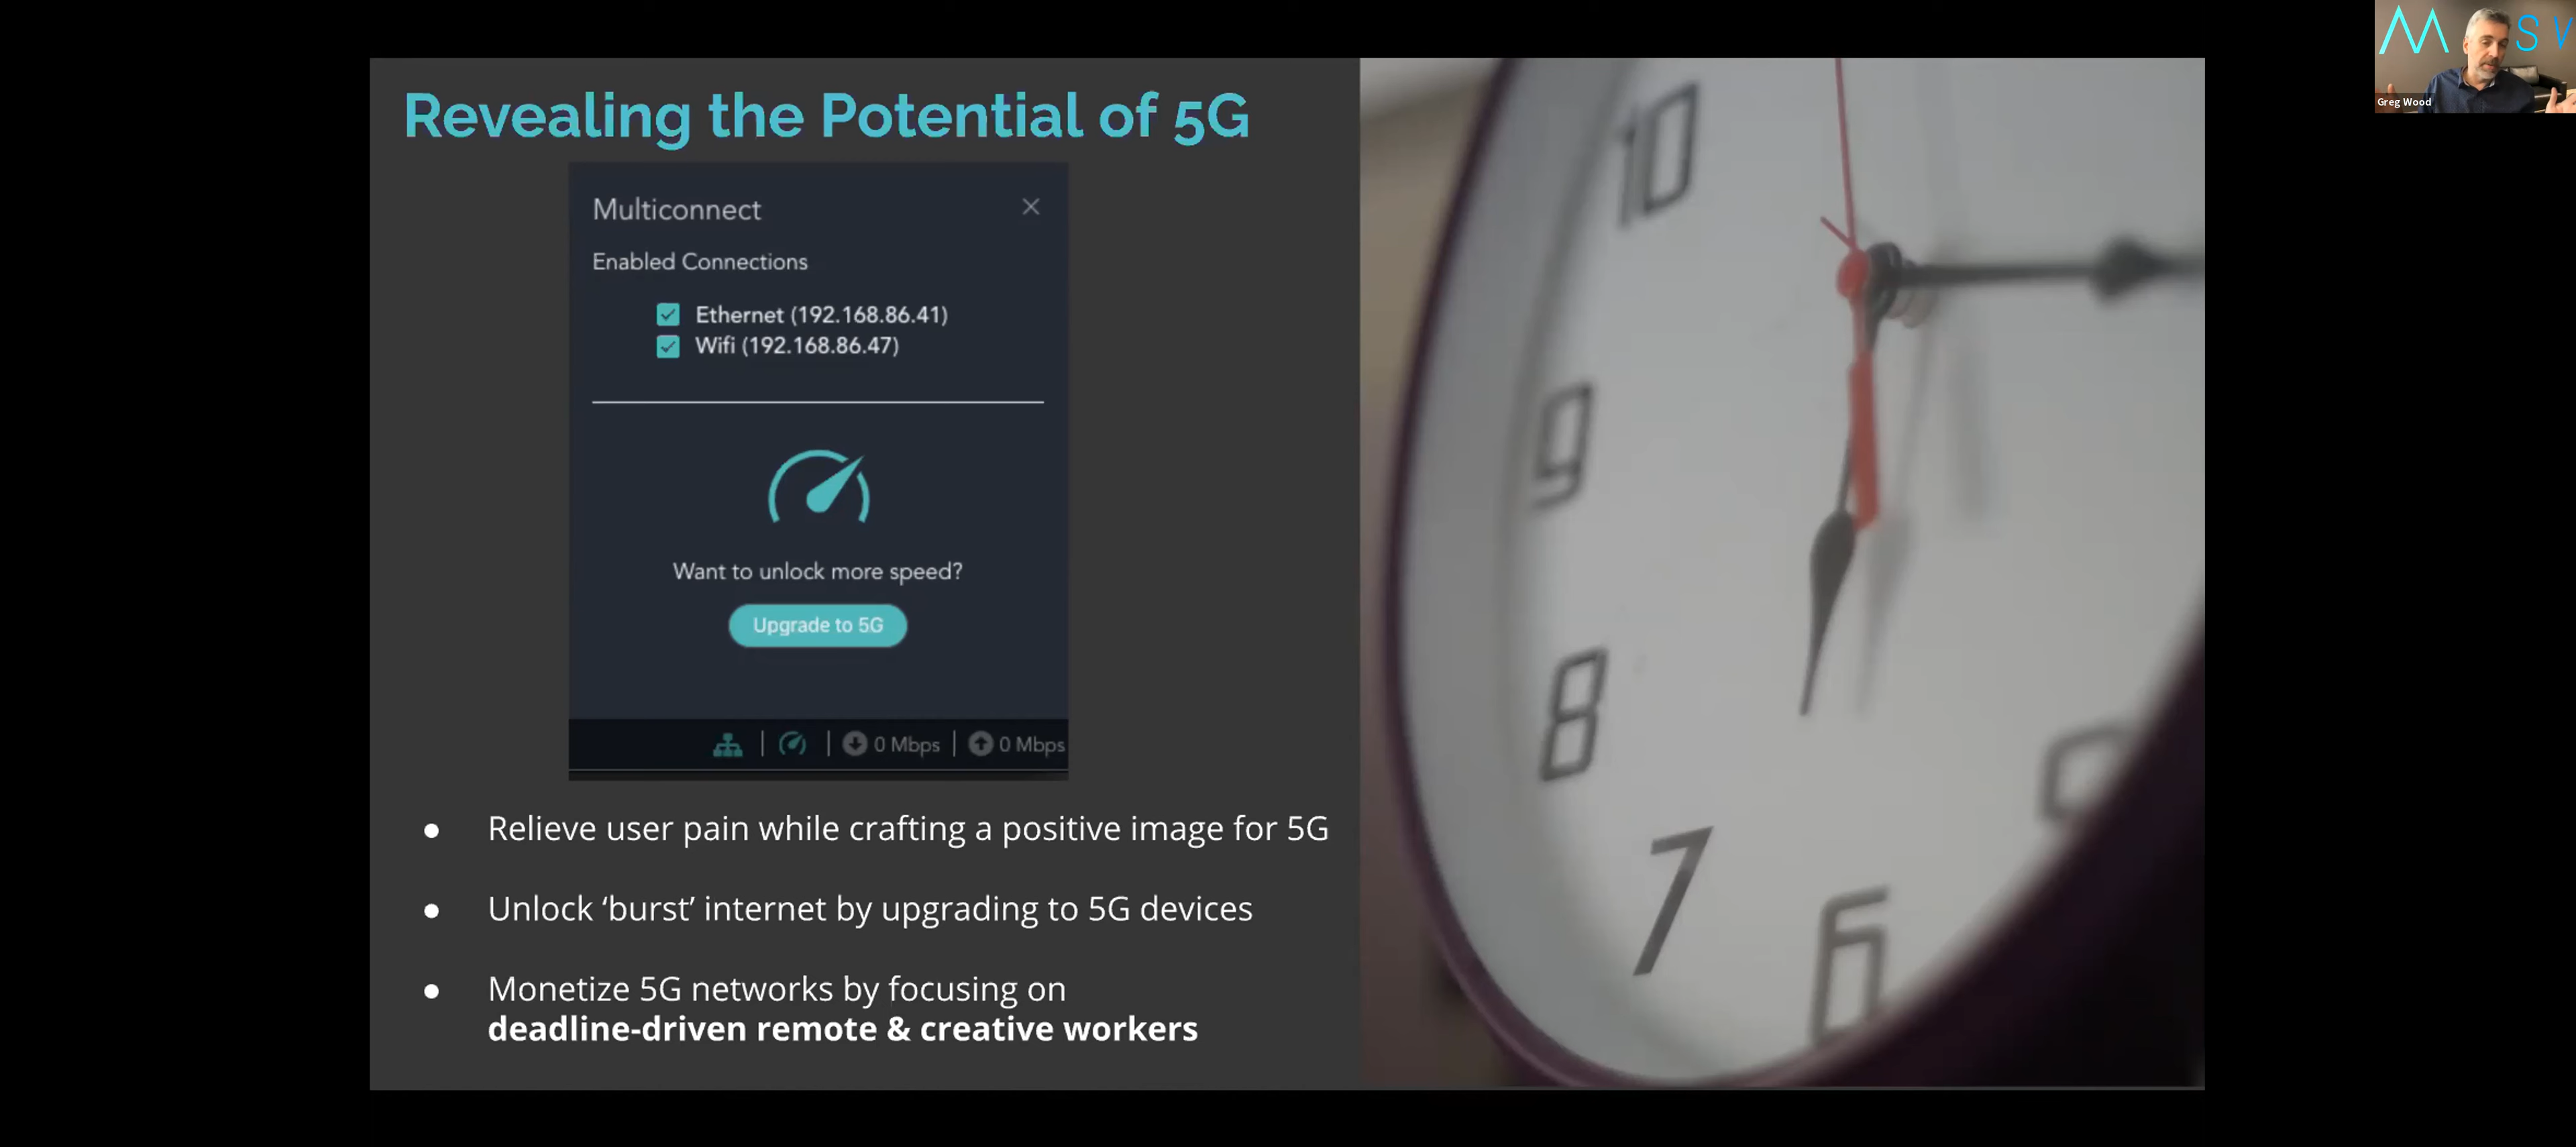 Revealing the Potential of 5G
Multiconnect
Enabled Connections
Ethernet (192.168.86.41)
Wifi (192.168.86.47)
Want to unlock more speed?
Upgrade to 5G
0 Mbps
0 Mbps
● Relieve user pain while crafting a positive image for 5G
● Unlock ‘burst’ internet by upgrading to 5G devices
● Monetize 5G networks by focusing on
deadline-driven remote & creative workers
10
9
8
7
6
M SV
Greg Wood